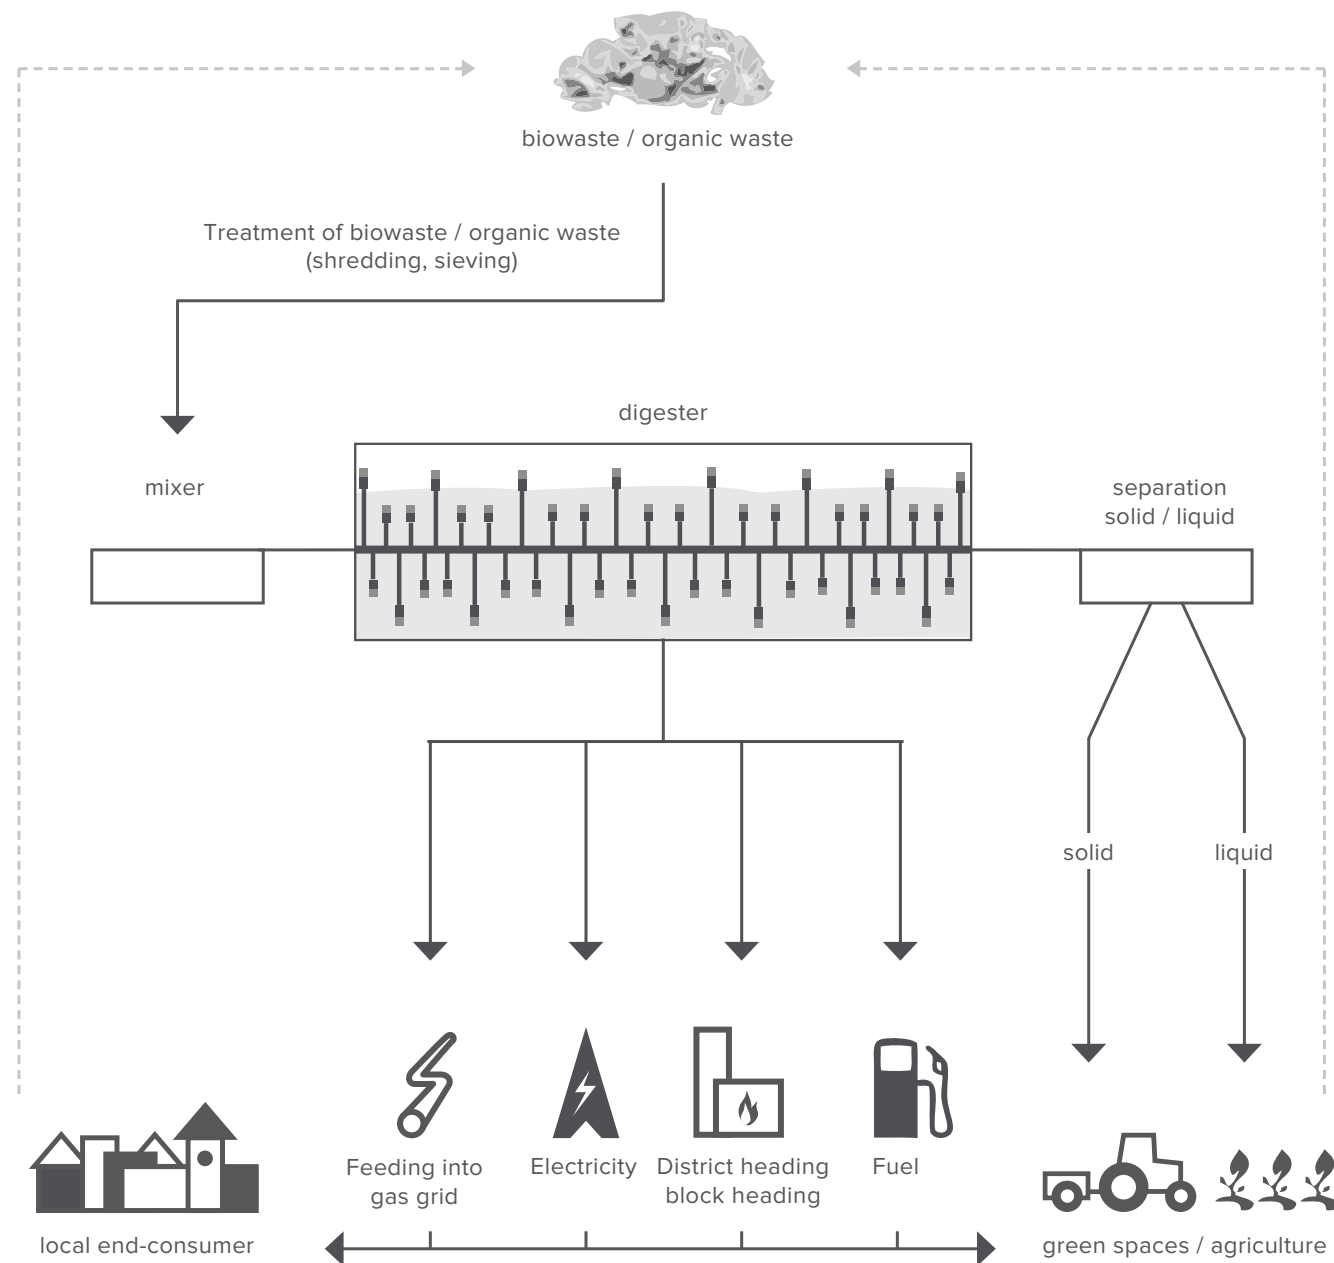 biowaste / organic waste
Treatment of biowaste / organic waste
(shredding, sieving)
digester
mixer
separation
solid / liquid
solid
liquid
Feeding into
gas grid
Electricity
District heading
block heading
Fuel
local end-consumer
green spaces / agriculture